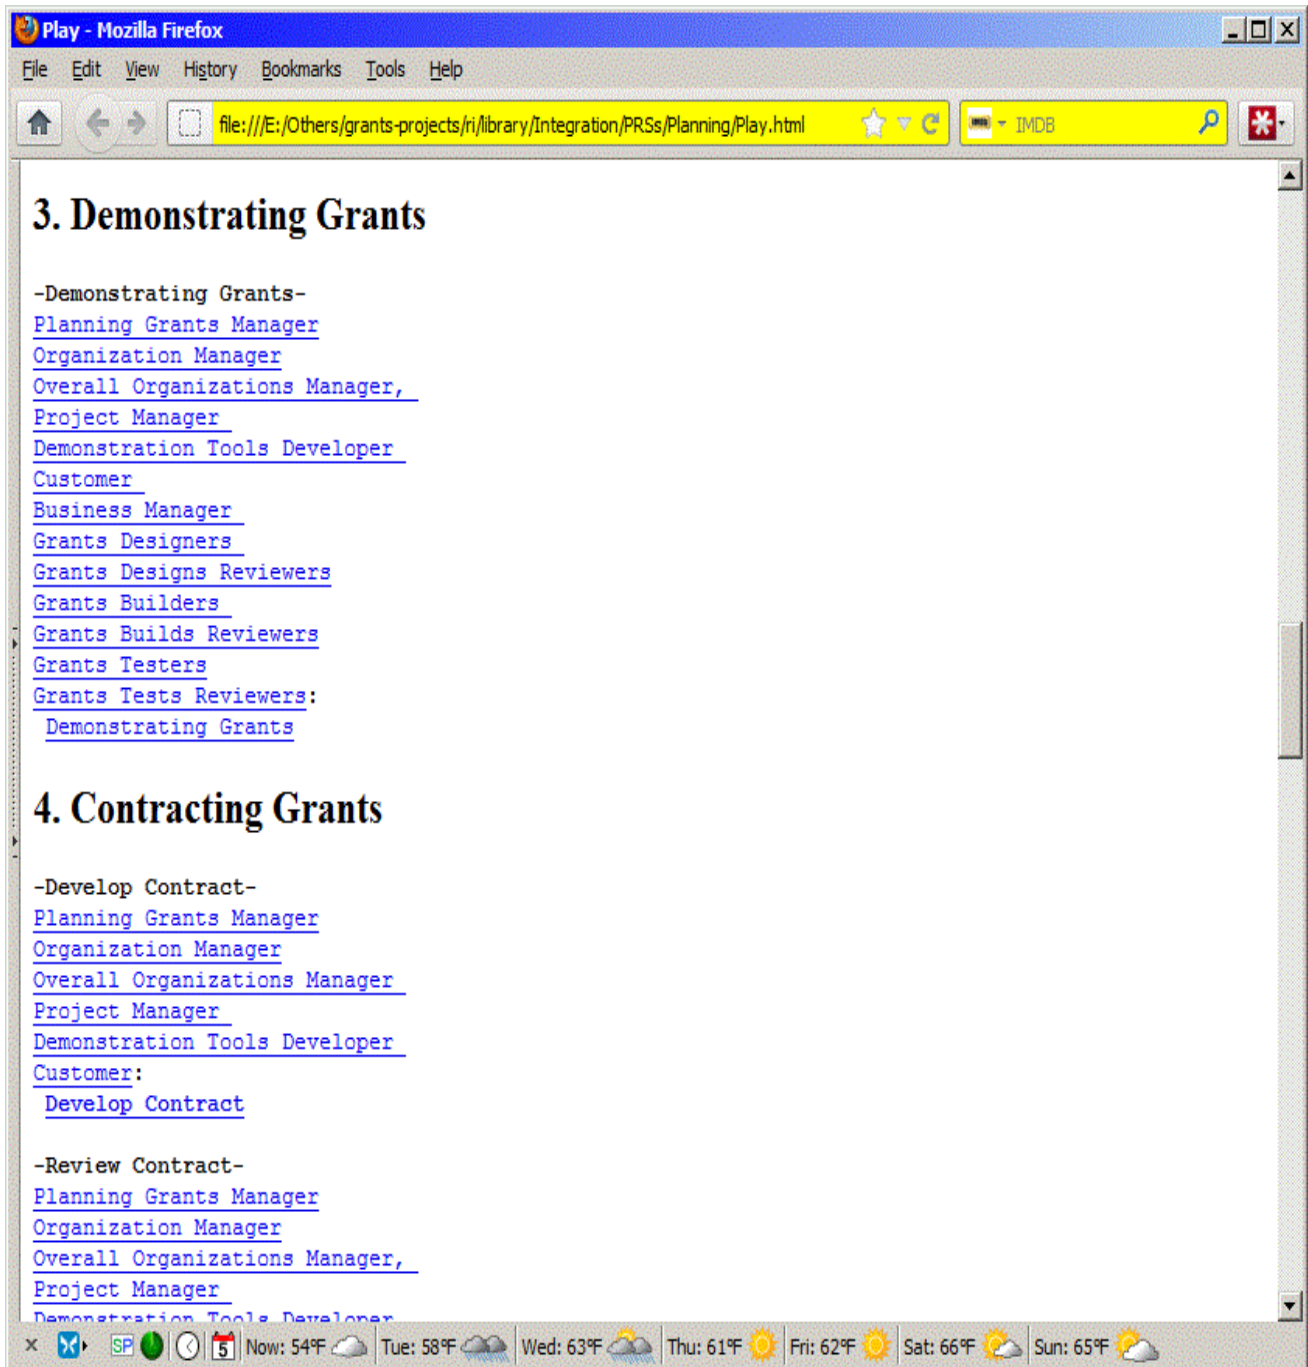 Play - Mozilla Firefox
File Edit View History Bookmarks Tools Help
file:///E:/Others/grants-projects/ri/library/Integration/PRSs/Planning/Play.html IMDB
3. Demonstrating Grants
-Demonstrating Grants-
Planning Grants Manager
Organization Manager
Overall Organizations Manager,
Project Manager
Demonstration Tools Developer
Customer
Business Manager
Grants Designers
Grants Designs Reviewers
Grants Builders
Grants Builds Reviewers
Grants Testers
Grants Tests Reviewers:
Demonstrating Grants
4. Contracting Grants
-Develop Contract-
Planning Grants Manager
Organization Manager
Overall Organizations Manager
Project Manager
Demonstration Tools Developer
Customer:
Develop Contract
-Review Contract-
Planning Grants Manager
Organization Manager
Overall Organizations Manager,
Project Manager
Demonstration Tools Developer
SP 5 Now: 54°F Tue: 58°F Wed: 63°F Thu: 61°F Fri: 62°F Sat: 66°F Sun: 65°F